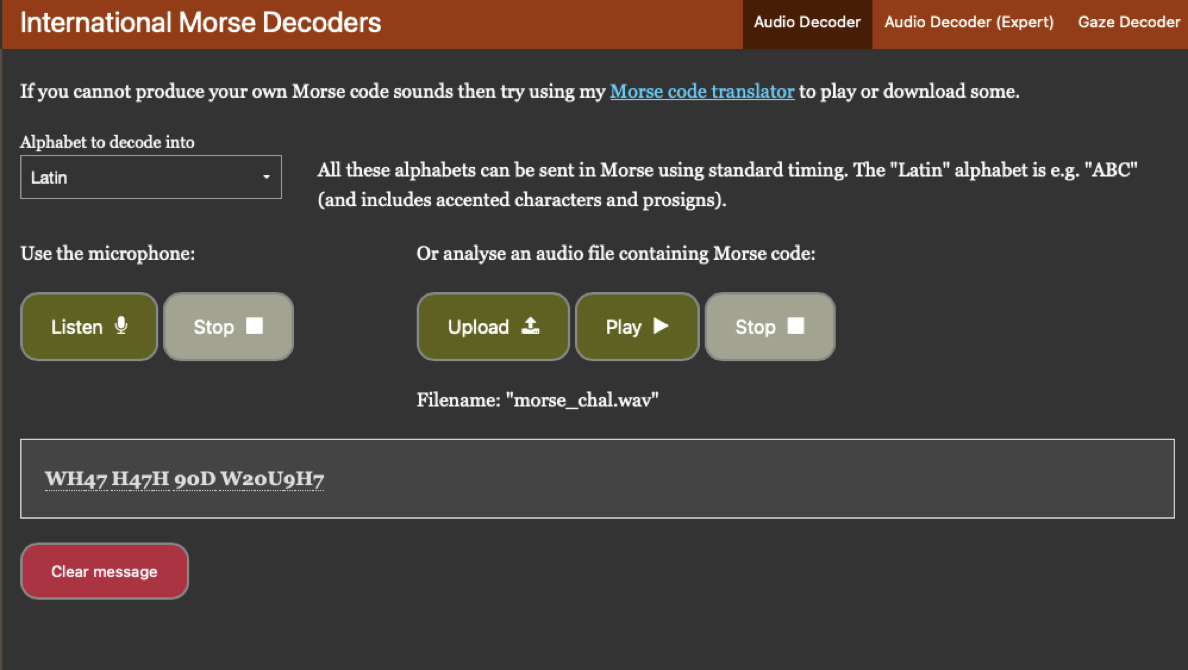 International Morse Decoders
Audio Decoder
Audio Decoder (Expert)
Gaze Decoder
If you cannot produce your own Morse code sounds then try using my Morse code translator to play or download some.
Alphabet to decode into
Latin
All these alphabets can be sent in Morse using standard timing. The "Latin" alphabet is e.g. "ABC"
(and includes accented characters and prosigns).
Use the microphone:
Listen
Stop
Or analyse an audio file containing Morse code:
Upload
Play
Stop
Filename: "morse_chal.wav"
WH47 H47H 90D W20U9H7
Clear message